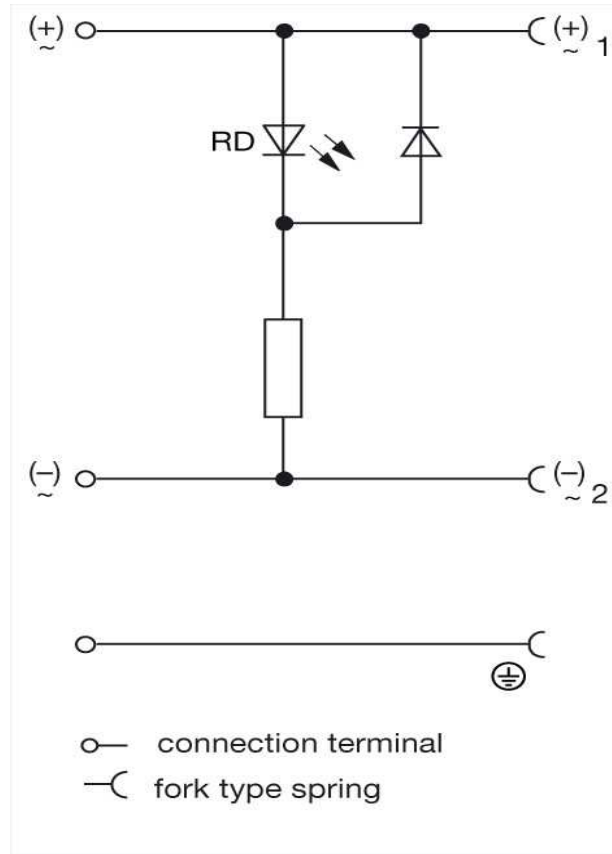 (+) ~ (+) ~ 1
RD
(–) ~ (–) ~ 2
connection terminal
fork type spring